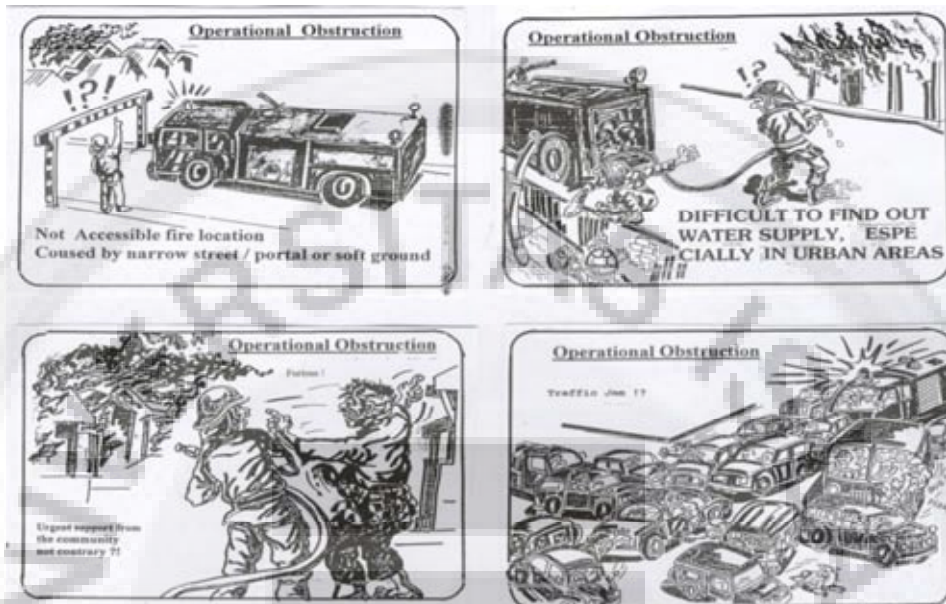 Operational Obstruction
!?!
Not Accessible fire location
Coused by narrow street / portal or soft ground
Operational Obstruction
!?
DIFFICULT TO FIND OUT
WATER SUPPLY, ESPE
CIALLY IN URBAN AREAS
Operational Obstruction
Furious !
Urgent support from
the community
not contrary ?!
Operational Obstruction
Traffic Jam !?